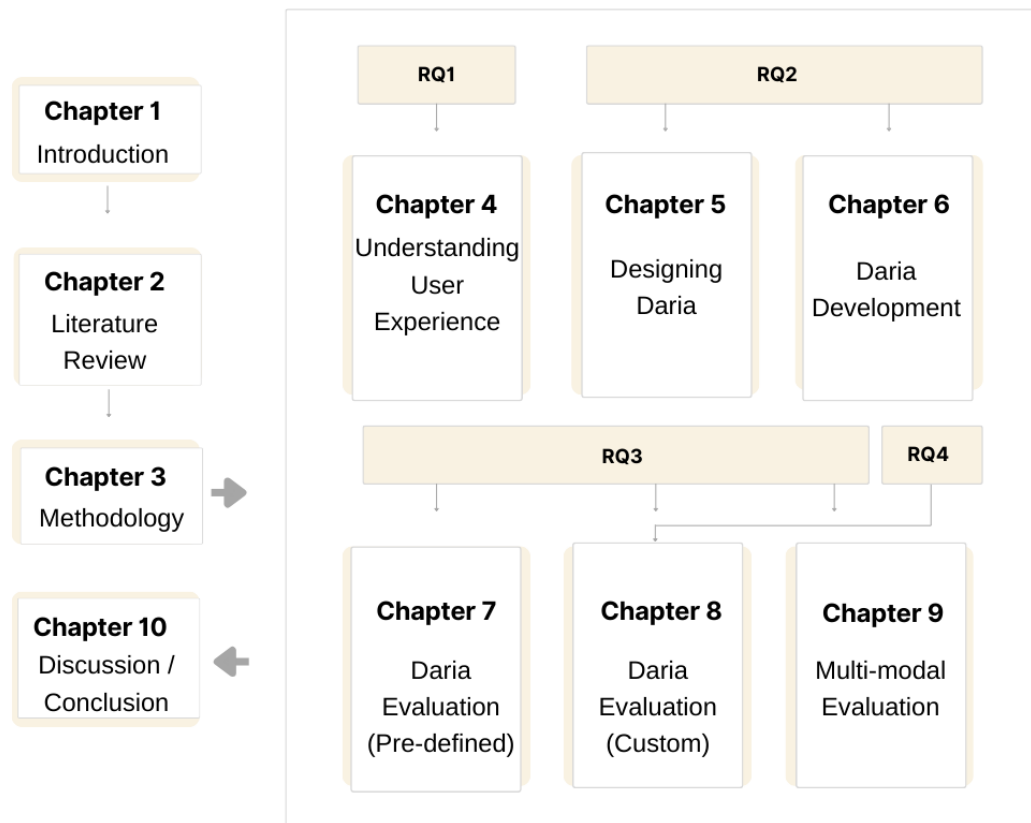 Chapter 1
Introduction
Chapter 2
Literature
Review
Chapter 3
Methodology
Chapter 10
Discussion /
Conclusion
RQ1
RQ2
Chapter 4
Understanding
User
Experience
Chapter 5
Designing
Daria
Chapter 6
Daria
Development
RQ3
RQ4
Chapter 7
Daria
Evaluation
(Pre-defined)
Chapter 8
Daria
Evaluation
(Custom)
Chapter 9
Multi-modal
Evaluation